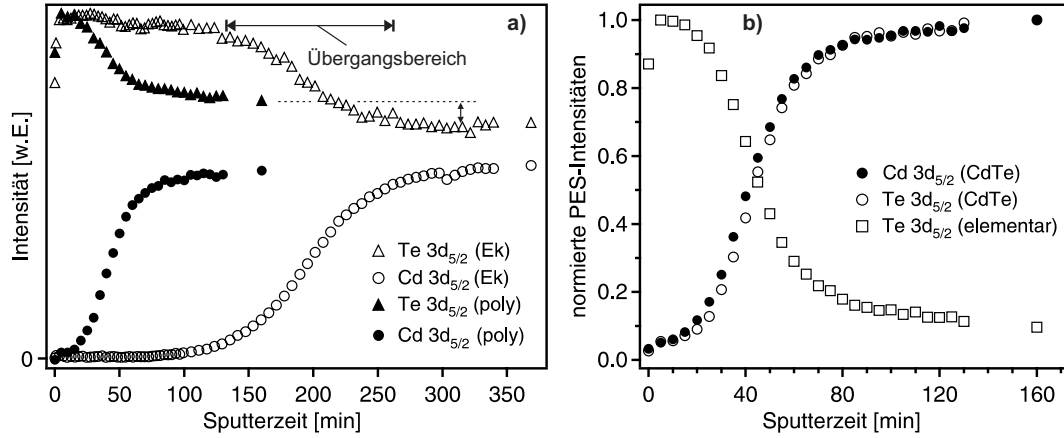 a)
Übergangsbereich
Intensität [w.E.]
Te 3d5/2 (Ek)
Cd 3d5/2 (Ek)
Te 3d5/2 (poly)
Cd 3d5/2 (poly)
0
0 50 100 150 200 250 300 350
Sputterzeit [min]
b)
normierte PES-Intensitäten
1.0
0.8
0.6
0.4
0.2
0.0
Cd 3d5/2 (CdTe)
Te 3d5/2 (CdTe)
Te 3d5/2 (elementar)
0 40 80 120 160
Sputterzeit [min]